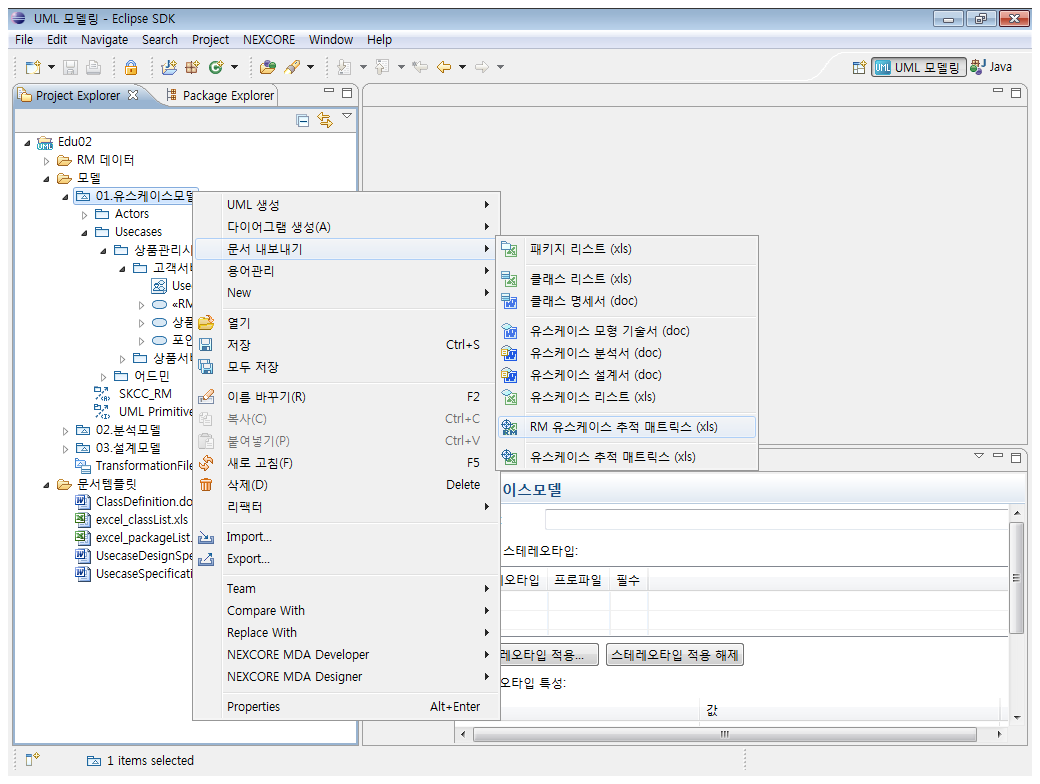 UML 모델링 - Eclipse SDK
File Edit Navigate Search Project NEXCORE Window Help
UML 모델링 Java
Project Explorer Package Explorer
Edu02
RM 데이터
모델
01.유스케이스모델
Actors
Usecases
상품관리시
고객서비
Use
«RM
상품
포인
상품서비
어드민
SKCC_RM
UML Primitive
02.분석모델
03.설계모델
TransformationFile
문서템플릿
ClassDefinition.do
excel_classList.xls
excel_packageList.
UsecaseDesignSpe
UsecaseSpecificati
UML 생성
다이어그램 생성(A)
문서 내보내기
용어관리
New
열기
저장 Ctrl+S
모두 저장
이름 바꾸기(R) F2
복사(C) Ctrl+C
붙여넣기(P) Ctrl+V
새로 고침(F) F5
삭제(D) Delete
리팩터
Import...
Export...
Team
Compare With
Replace With
NEXCORE MDA Developer
NEXCORE MDA Designer
Properties Alt+Enter
패키지 리스트 (xls)
클래스 리스트 (xls)
클래스 명세서 (doc)
유스케이스 모형 기술서 (doc)
유스케이스 분석서 (doc)
유스케이스 설계서 (doc)
유스케이스 리스트 (xls)
RM 유스케이스 추적 매트릭스 (xls)
유스케이스 추적 매트릭스 (xls)
이스모델
스테레오타입:
오타입 프로파일 필수
레오타입 적용... 스테레오타입 적용 해제
오타입 특성:
값
1 items selected